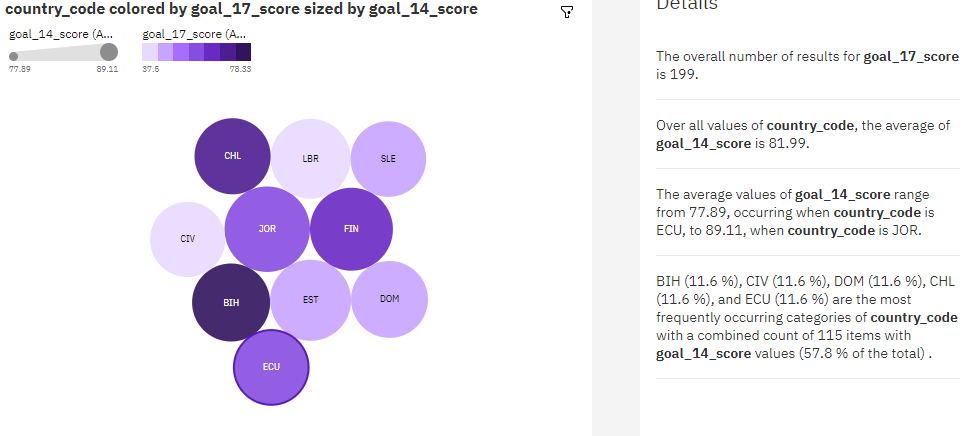 country_code colored by goal_17_score sized by goal_14_score
goal_14_score (A... goal_17_score (A...
77.89 89.11 37.5 78.33
CHL LBR SLE
CIV JOR FIN
BIH EST DOM
ECU
Details
The overall number of results for goal_17_score
is 199.
Over all values of country_code, the average of
goal_14_score is 81.99.
The average values of goal_14_score range
from 77.89, occurring when country_code is
ECU, to 89.11, when country_code is JOR.
BIH (11.6 %), CIV (11.6 %), DOM (11.6 %), CHL
(11.6 %), and ECU (11.6 %) are the most
frequently occurring categories of country_code
with a combined count of 115 items with
goal_14_score values (57.8 % of the total) .